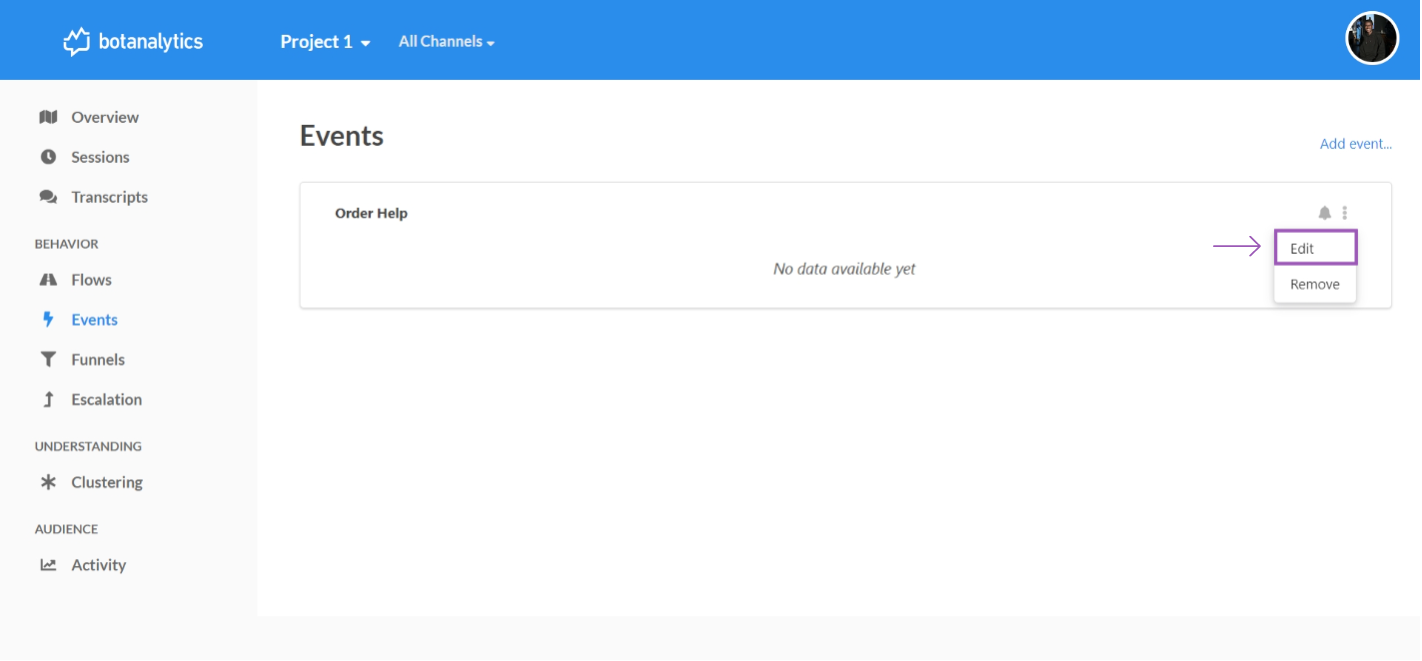 botanalytics
Project 1
All Channels
Overview
Sessions
Transcripts
BEHAVIOR
Flows
Events
Funnels
Escalation
UNDERSTANDING
Clustering
AUDIENCE
Activity
Events
Add event...
Order Help
No data available yet
Edit
Remove